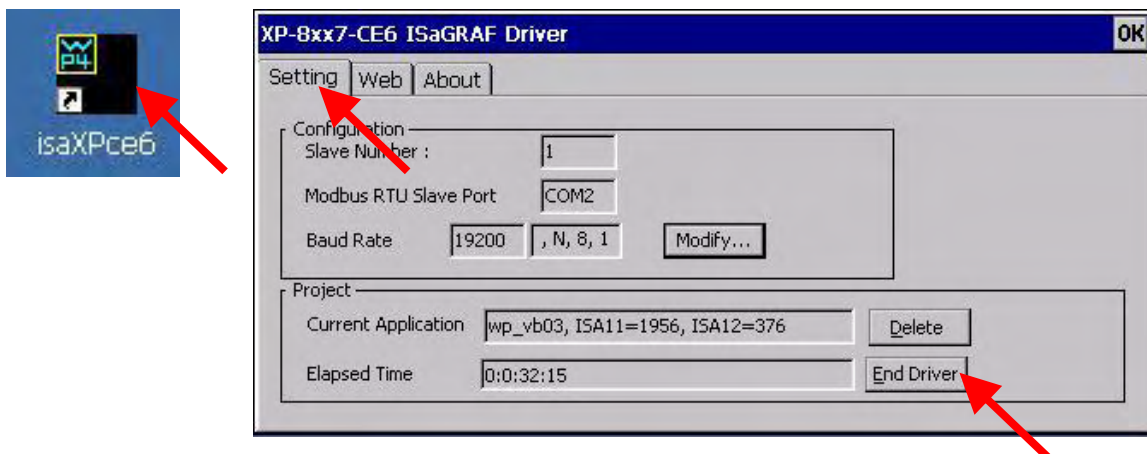 P4
isaXPce6
XP-8xx7-CE6 ISaGRAF Driver OK
Setting Web About
Configuration
Slave Number : 1
Modbus RTU Slave Port COM2
Baud Rate 19200 , N, 8, 1 Modify...
Project
Current Application wp_vb03, ISA11=1956, ISA12=376 Delete
Elapsed Time 0:0:32:15 End Driver